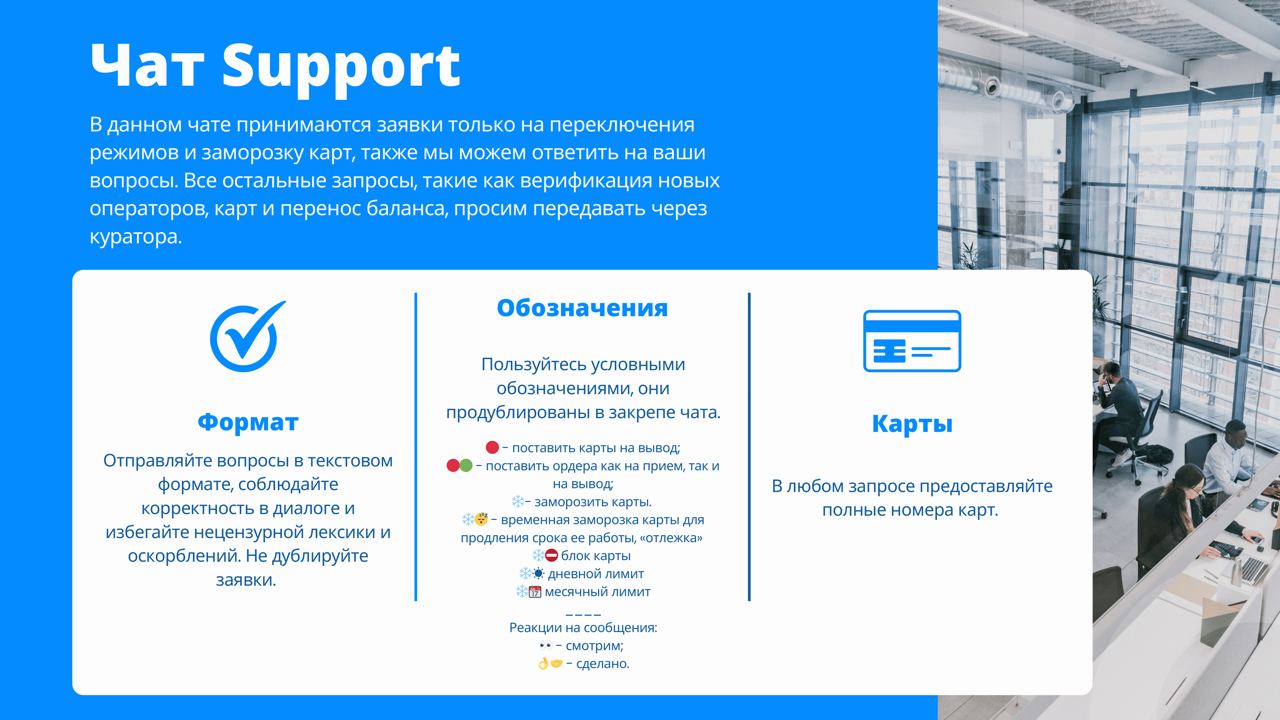 Чат Support
В данном чате принимаются заявки только на переключения
режимов и заморозку карт, также мы можем ответить на ваши
вопросы. Все остальные запросы, такие как верификация новых
операторов, карт и перенос баланса, просим передавать через
куратора.
Формат
Отправляйте вопросы в текстовом
формате, соблюдайте
корректность в диалоге и
избегайте нецензурной лексики и
оскорблений. Не дублируйте
заявки.
Обозначения
Пользуйтесь условными
обозначениями, они
продублированы в закрепе чата.
🔴 – поставить карты на вывод;
🔴🟢 – поставить ордера как на прием, так и
на вывод;
❄️– заморозить карты.
❄️😴 – временная заморозка карты для
продления срока ее работы, «отлежка»
❄️⛔ блок карты
❄️☀️ дневной лимит
❄️📅 месячный лимит
____
Реакции на сообщения:
👀 – смотрим;
👌🤝 – сделано.
Карты
В любом запросе предоставляйте
полные номера карт.